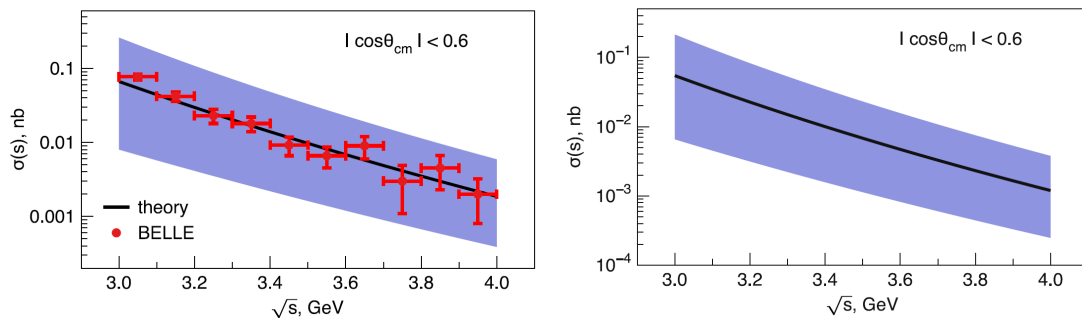 | cosθcm | < 0.6
σ(s), nb
0.1
0.01
0.001
theory
BELLE
3.0 3.2 3.4 3.6 3.8 4.0
√s, GeV
| cosθcm | < 0.6
σ(s), nb
10−1
10−2
10−3
10−4
3.0 3.2 3.4 3.6 3.8 4.0
√s, GeV